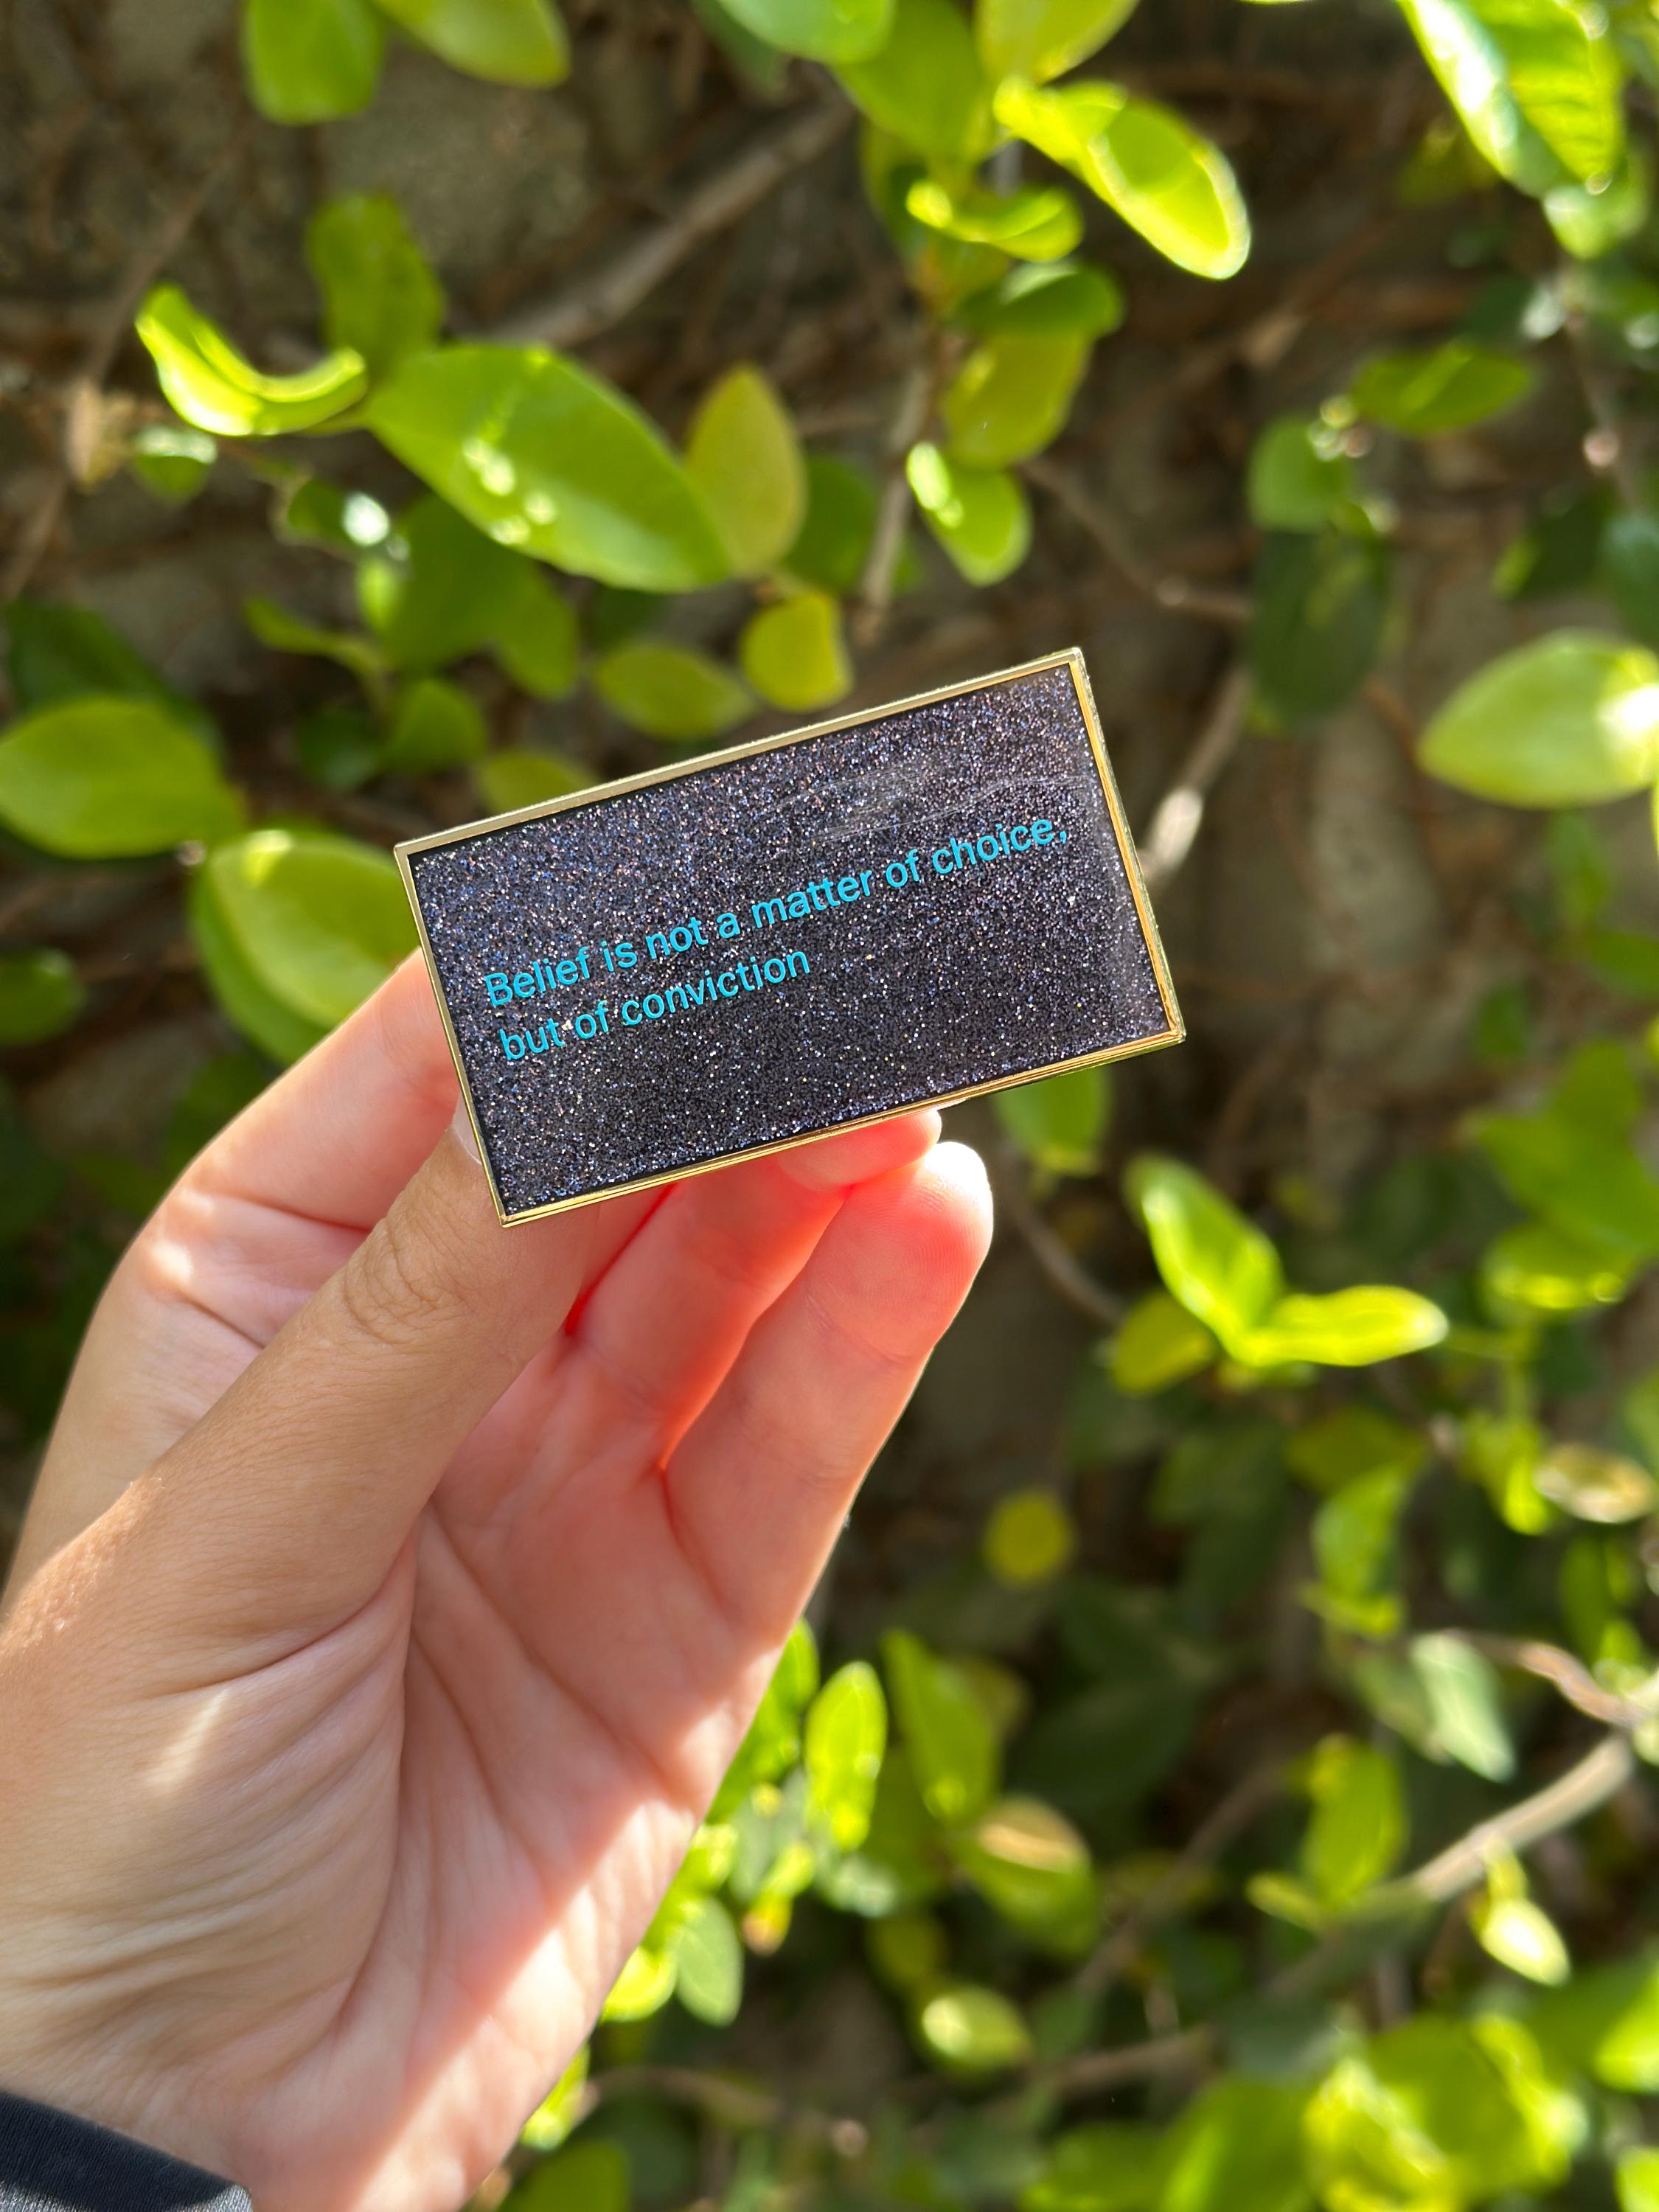 Belief is not a matter of choice,
but of conviction